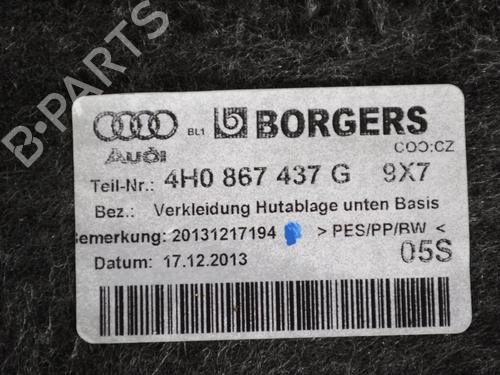 BL1 BORGERS
Audi COO:CZ
Teil-Nr.: 4H0 867 437 G 9X7
Bez.: Verkleidung Hutablage unten Basis
Bemerkung: 20131217194 > PES/PP/RW <
Datum: 17.12.2013 05S
B-PARTS